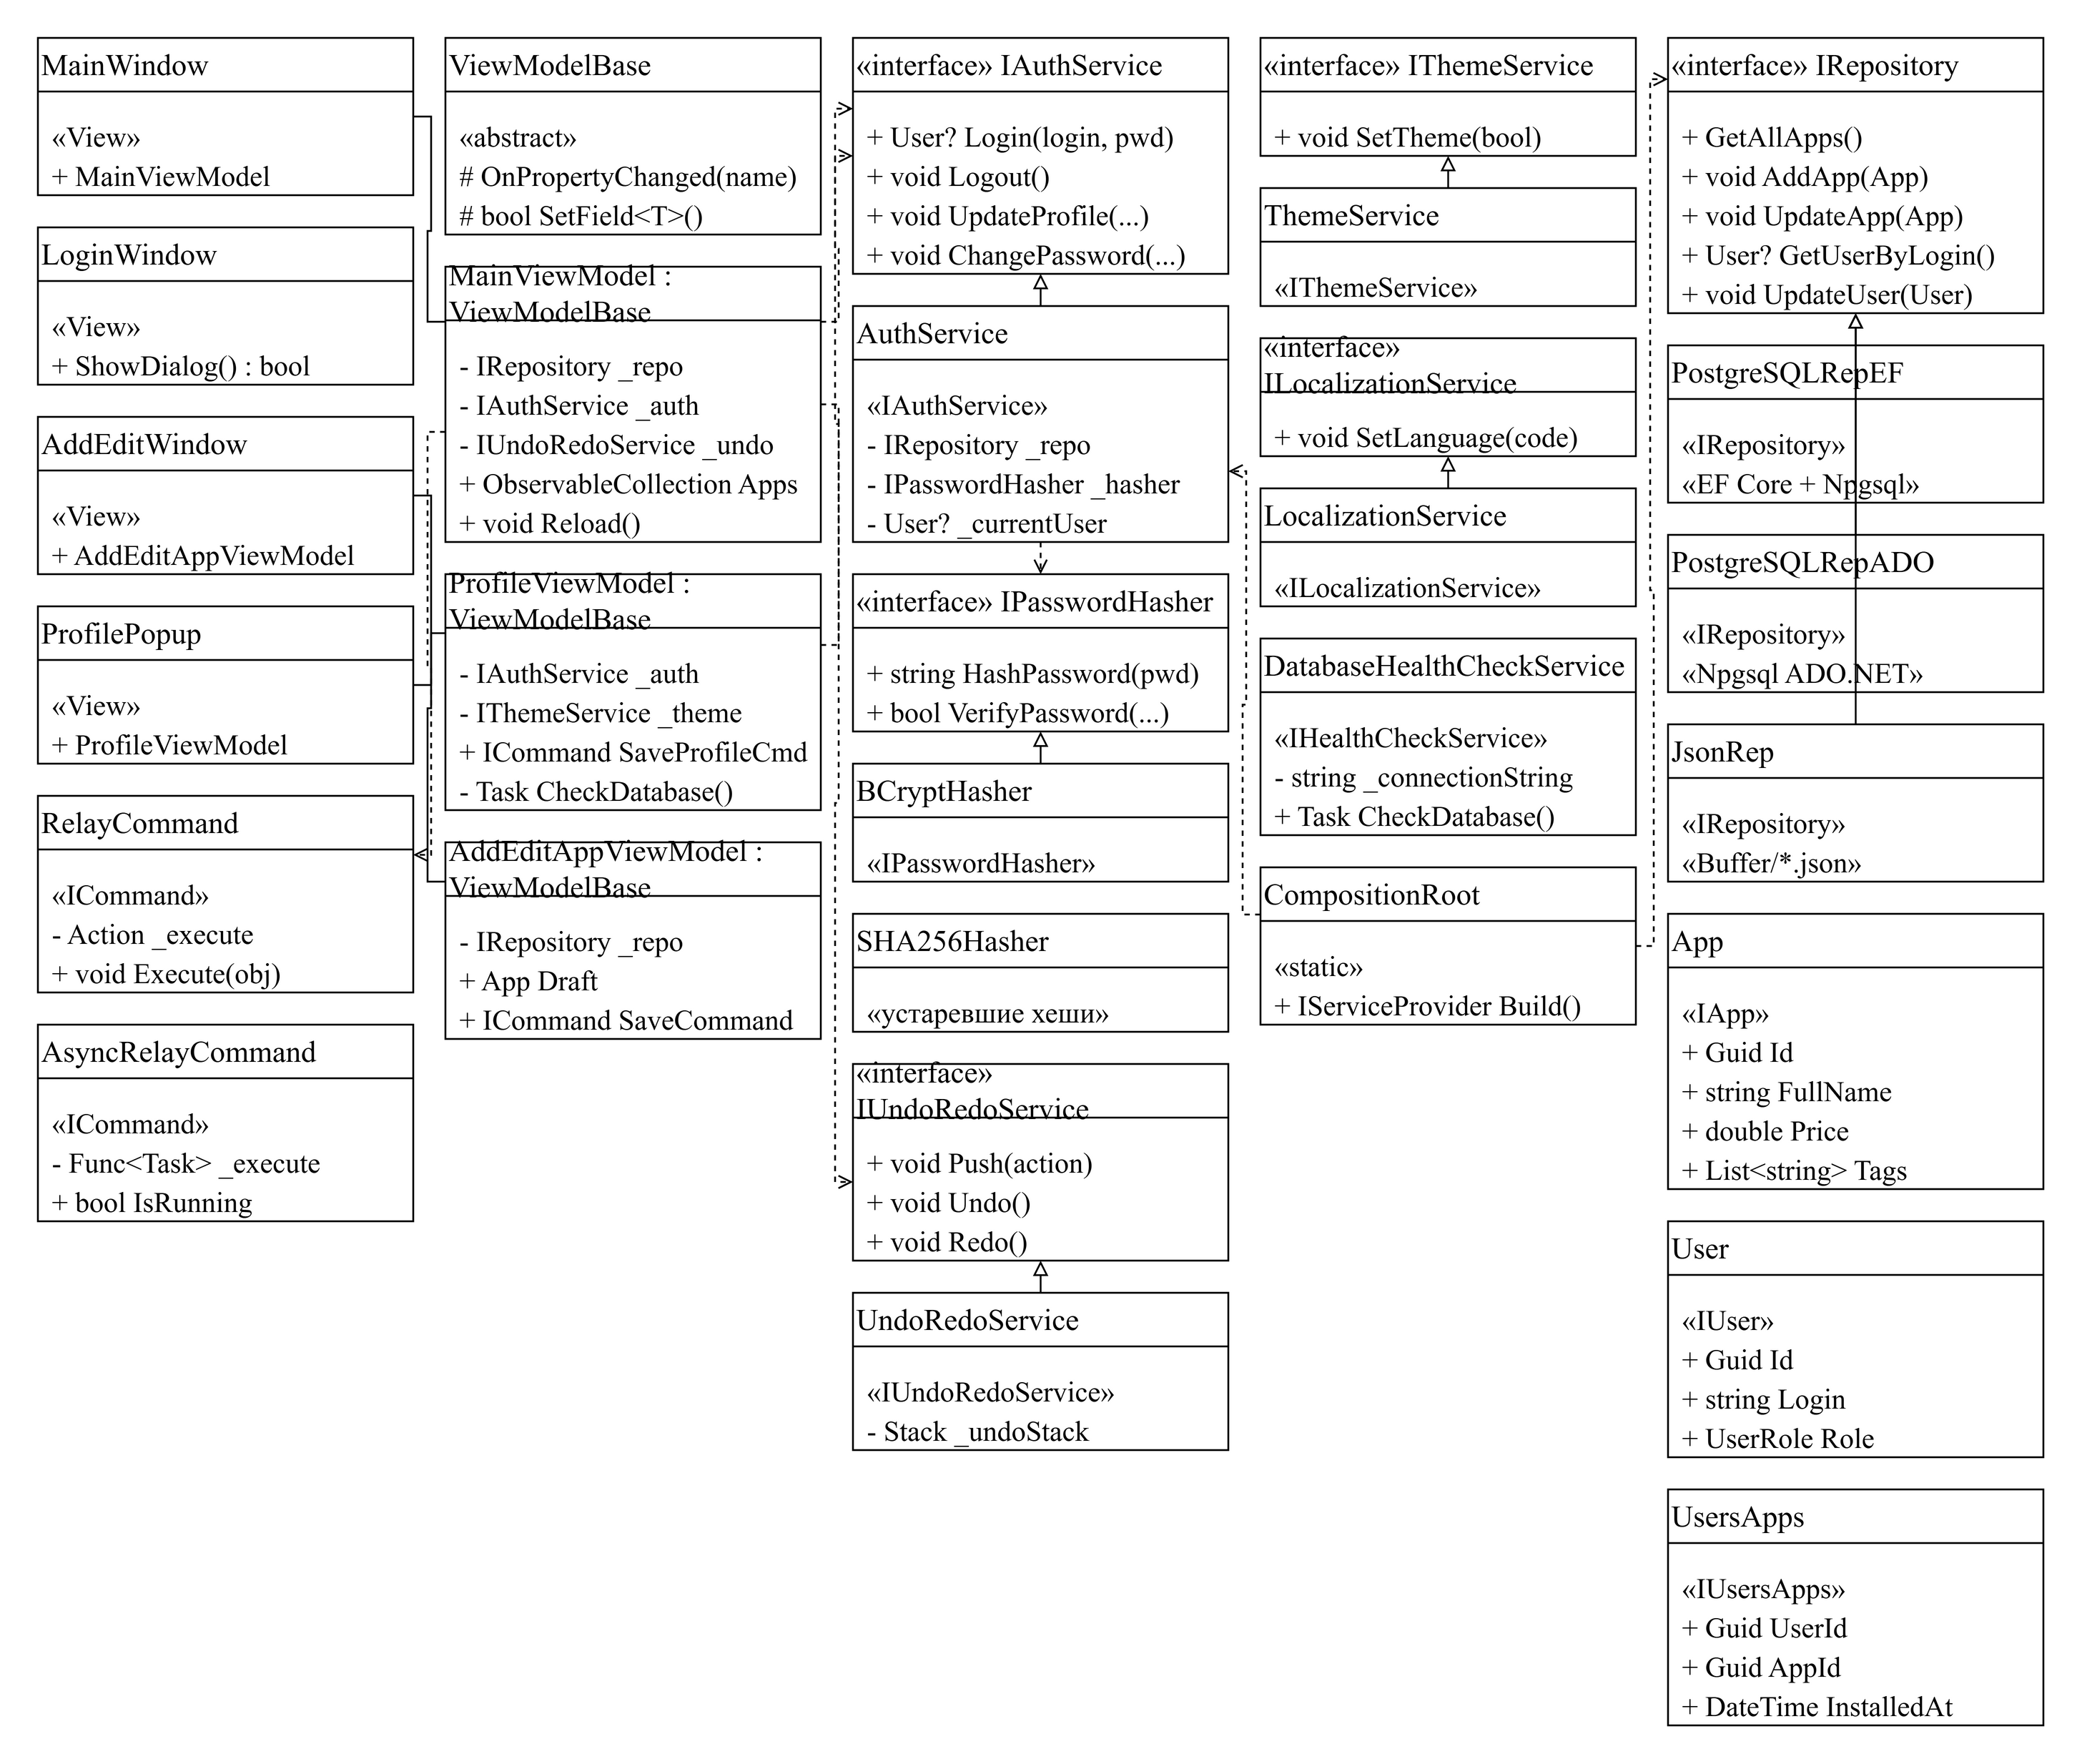 MainWindow
«View»
+ MainViewModel
LoginWindow
«View»
+ ShowDialog() : bool
AddEditWindow
«View»
+ AddEditAppViewModel
ProfilePopup
«View»
+ ProfileViewModel
RelayCommand
«ICommand»
- Action _execute
+ void Execute(obj)
AsyncRelayCommand
«ICommand»
- Func<Task> _execute
+ bool IsRunning
ViewModelBase
«abstract»
# OnPropertyChanged(name)
# bool SetField<T>()
MainViewModel :
ViewModelBase
- IRepository _repo
- IAuthService _auth
- IUndoRedoService _undo
+ ObservableCollection Apps
+ void Reload()
ProfileViewModel :
ViewModelBase
- IAuthService _auth
- IThemeService _theme
+ ICommand SaveProfileCmd
- Task CheckDatabase()
AddEditAppViewModel :
ViewModelBase
- IRepository _repo
+ App Draft
+ ICommand SaveCommand
«interface» IAuthService
+ User? Login(login, pwd)
+ void Logout()
+ void UpdateProfile(...)
+ void ChangePassword(...)
AuthService
«IAuthService»
- IRepository _repo
- IPasswordHasher _hasher
- User? _currentUser
«interface» IPasswordHasher
+ string HashPassword(pwd)
+ bool VerifyPassword(...)
BCryptHasher
«IPasswordHasher»
SHA256Hasher
«устаревшие хеши»
«interface»
IUndoRedoService
+ void Push(action)
+ void Undo()
+ void Redo()
UndoRedoService
«IUndoRedoService»
- Stack _undoStack
«interface» IThemeService
+ void SetTheme(bool)
ThemeService
«IThemeService»
«interface»
ILocalizationService
+ void SetLanguage(code)
LocalizationService
«ILocalizationService»
DatabaseHealthCheckService
«IHealthCheckService»
- string _connectionString
+ Task CheckDatabase()
CompositionRoot
«static»
+ IServiceProvider Build()
«interface» IRepository
+ GetAllApps()
+ void AddApp(App)
+ void UpdateApp(App)
+ User? GetUserByLogin()
+ void UpdateUser(User)
PostgreSQLRepEF
«IRepository»
«EF Core + Npgsql»
PostgreSQLRepADO
«IRepository»
«Npgsql ADO.NET»
JsonRep
«IRepository»
«Buffer/*.json»
App
«IApp»
+ Guid Id
+ string FullName
+ double Price
+ List<string> Tags
User
«IUser»
+ Guid Id
+ string Login
+ UserRole Role
UsersApps
«IUsersApps»
+ Guid UserId
+ Guid AppId
+ DateTime InstalledAt